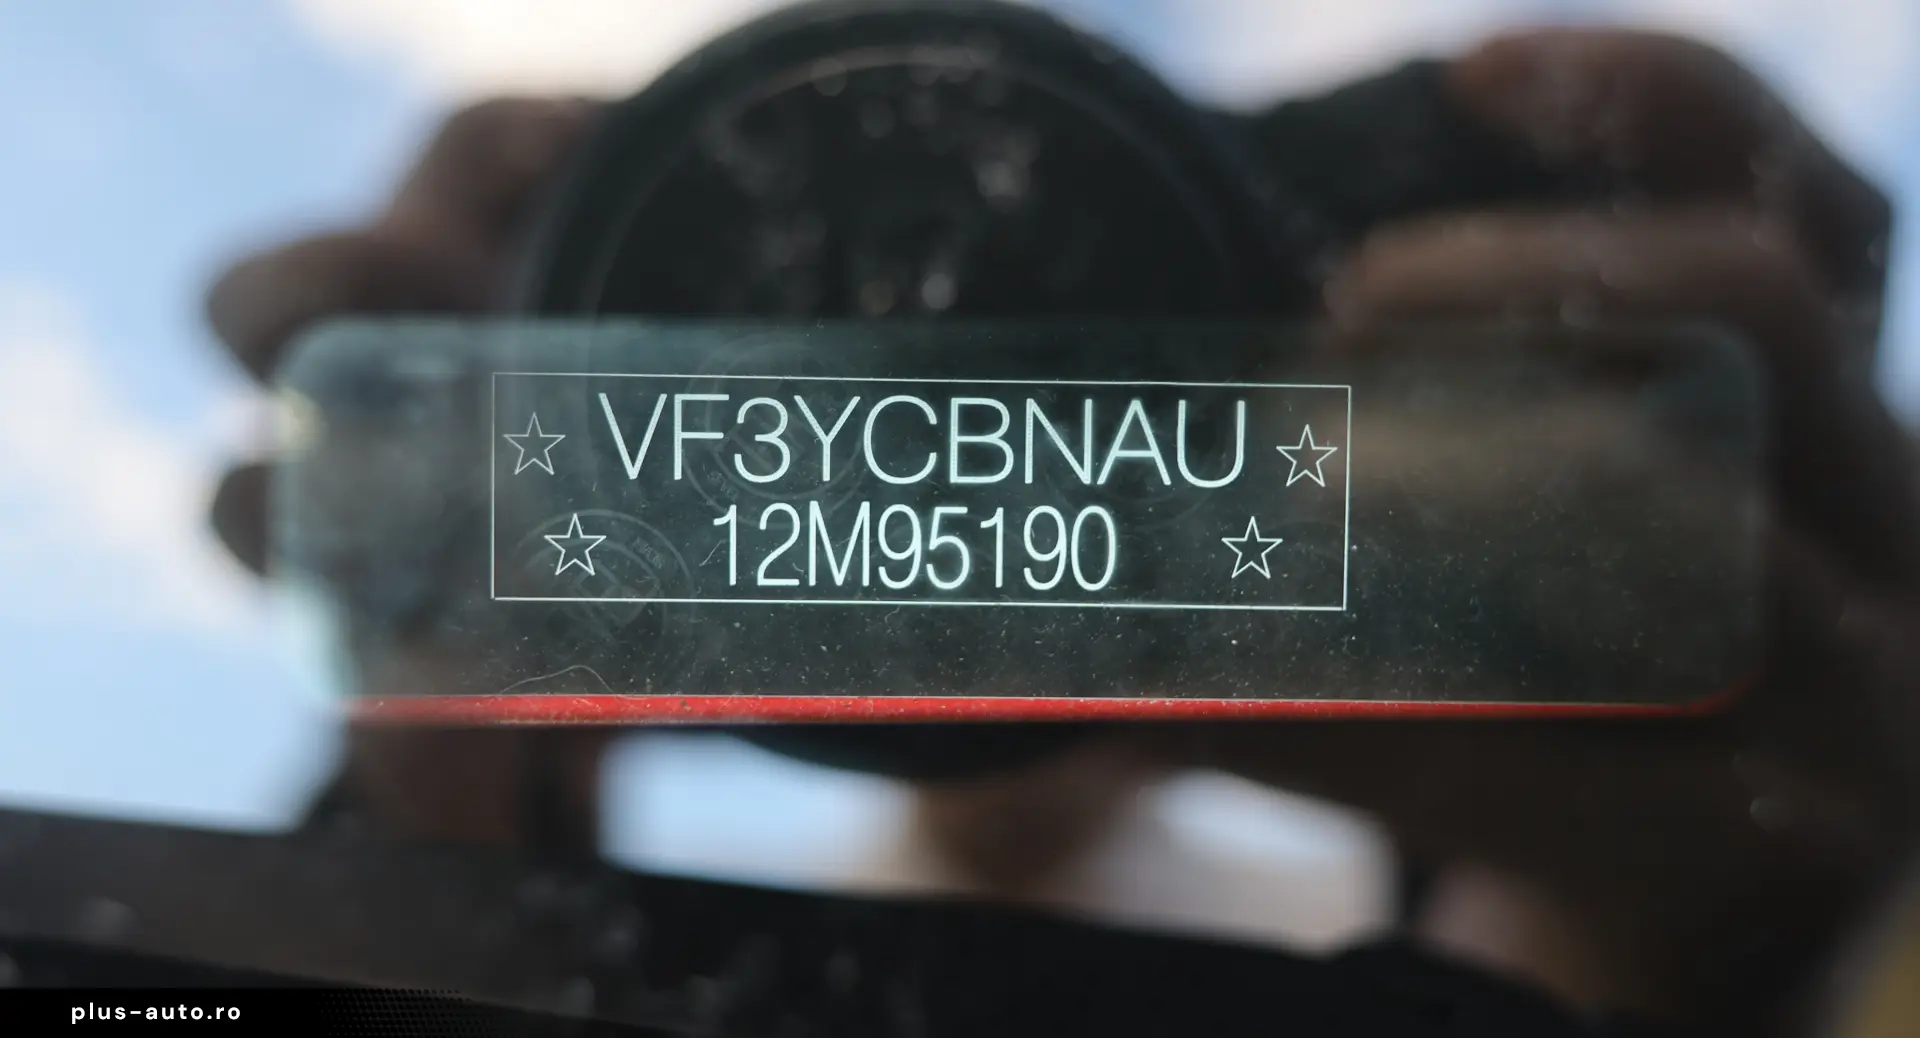 ☆ VF3YCBNAU ☆
☆ 12M95190 ☆
plus-auto.ro